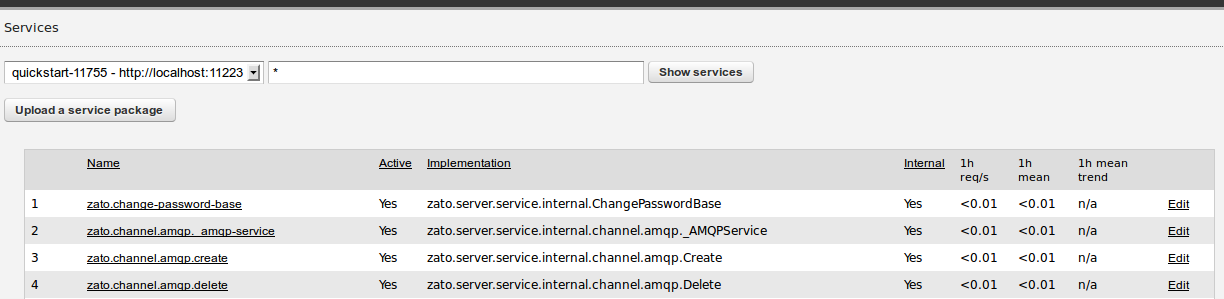 Services
quickstart-11755 - http://localhost:11223 * Show services
Upload a service package
Name Active Implementation Internal 1h req/s 1h mean 1h mean trend
1 zato.change-password-base Yes zato.server.service.internal.ChangePasswordBase Yes <0.01 <0.01 n/a Edit
2 zato.channel.amqp._amqp-service Yes zato.server.service.internal.channel.amqp._AMQPService Yes <0.01 <0.01 n/a Edit
3 zato.channel.amqp.create Yes zato.server.service.internal.channel.amqp.Create Yes <0.01 <0.01 n/a Edit
4 zato.channel.amqp.delete Yes zato.server.service.internal.channel.amqp.Delete Yes <0.01 <0.01 n/a Edit